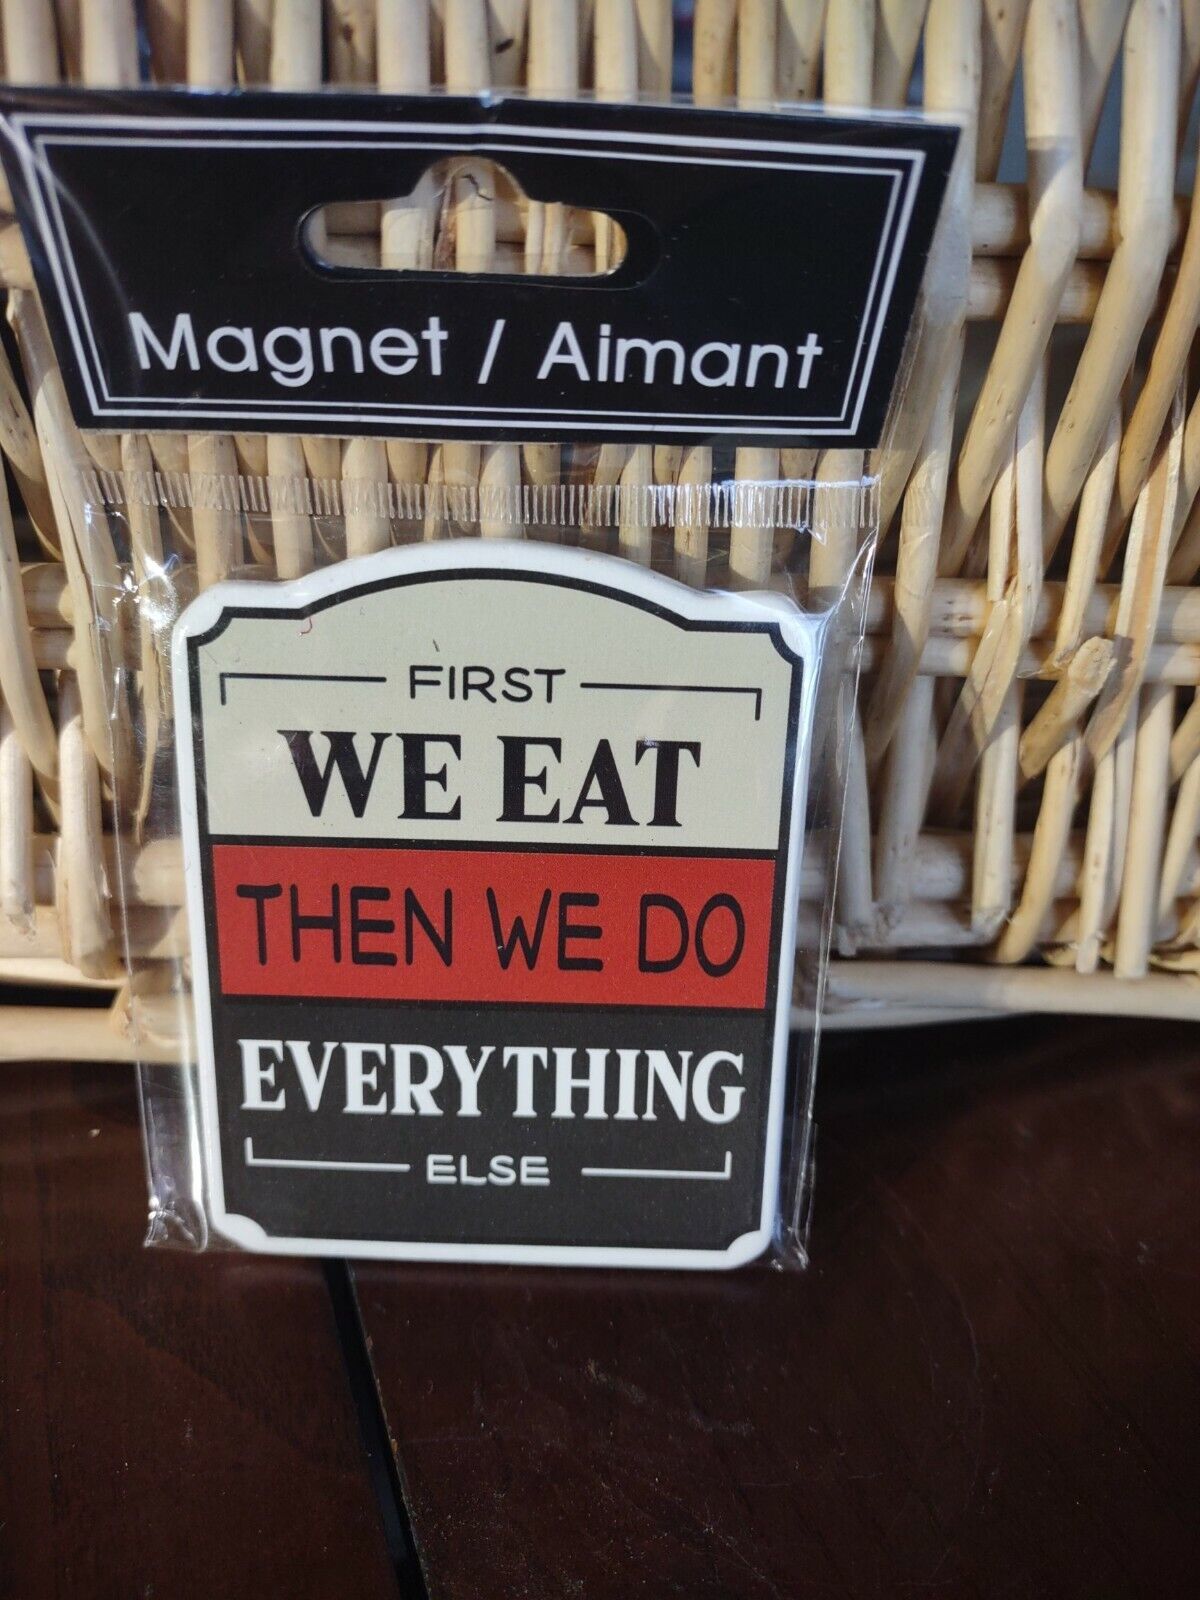 Magnet / Aimant
FIRST
WE EAT
THEN WE DO
EVERYTHING
ELSE